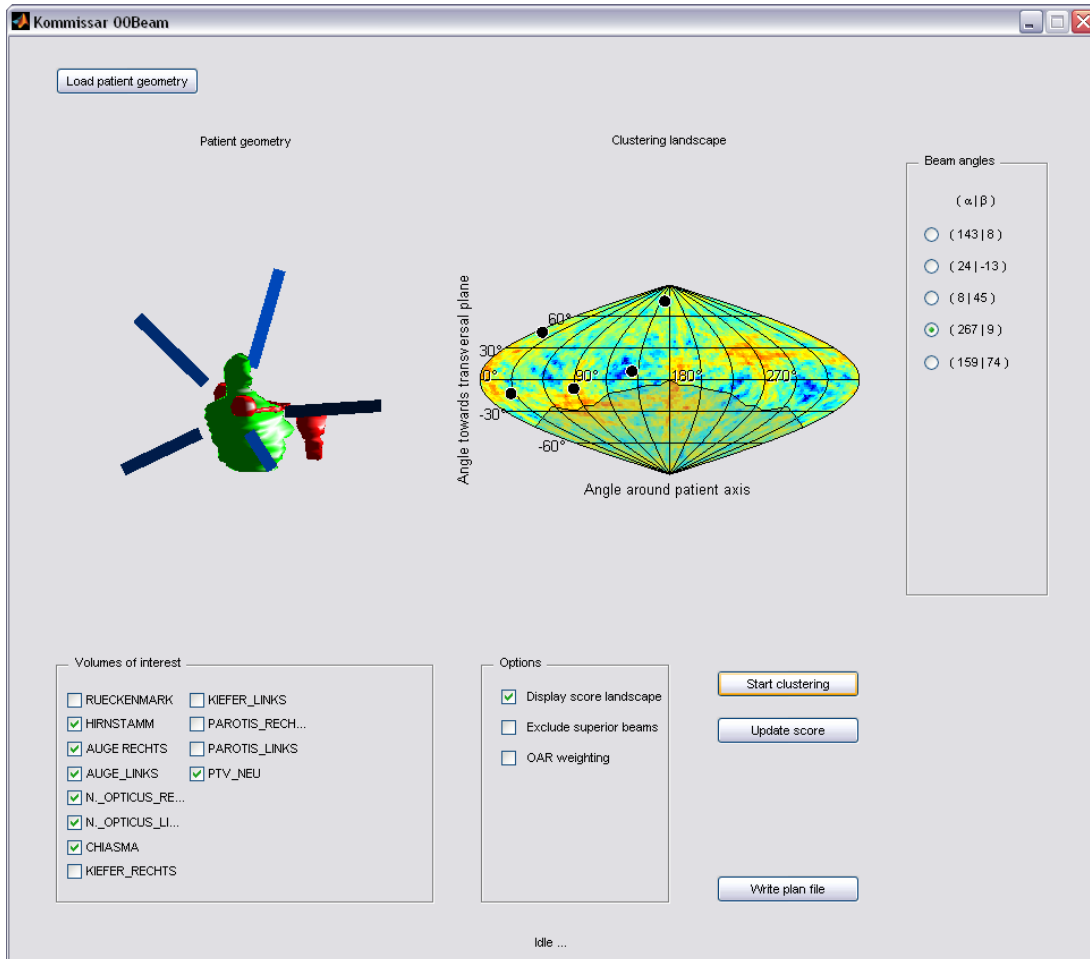 Kommissar 00Beam
Load patient geometry
Patient geometry
Clustering landscape
Beam angles
( α | β )
( 143 | 8 )
( 24 | -13 )
( 8 | 45 )
( 267 | 9 )
( 159 | 74 )
Angle towards transversal plane
60°
30°
0°
90°
180°
270°
-30°
-60°
Angle around patient axis
Volumes of interest
RUECKENMARK
HIRNSTAMM
AUGE RECHTS
AUGE_LINKS
N._OPTICUS_RE...
N._OPTICUS_LI...
CHIASMA
KIEFER_RECHTS
KIEFER_LINKS
PAROTIS_RECH...
PAROTIS_LINKS
PTV_NEU
Options
Display score landscape
Exclude superior beams
OAR weighting
Start clustering
Update score
Write plan file
Idle ...